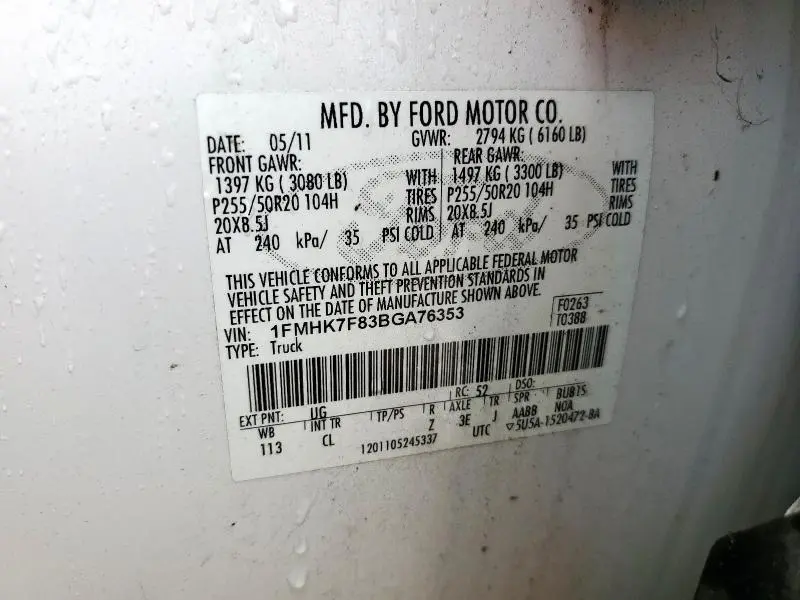 MFD. BY FORD MOTOR CO.
DATE: 05/11 GVWR: 2794 KG ( 6160 LB)
FRONT GAWR: REAR GAWR:
1397 KG ( 3080 LB) WITH 1497 KG ( 3300 LB) WITH
P255/50R20 104H TIRES P255/50R20 104H TIRES
20X8.5J RIMS 20X8.5J RIMS
AT 240 kPa/ 35 PSI COLD AT 240 kPa/ 35 PSI COLD
THIS VEHICLE CONFORMS TO ALL APPLICABLE FEDERAL MOTOR
VEHICLE SAFETY AND THEFT PREVENTION STANDARDS IN
EFFECT ON THE DATE OF MANUFACTURE SHOWN ABOVE.
VIN: 1FMHK7F83BGA76353 F0263
TYPE: Truck T0388
EXT PNT: UG RC: 52 DSO:
WB INT TR TP/PS R AXLE TR SPR BUB1S
113 CL Z 3E J AABB NOA
1201105245337 UTC ▽5U5A-1520472-BA
Ford